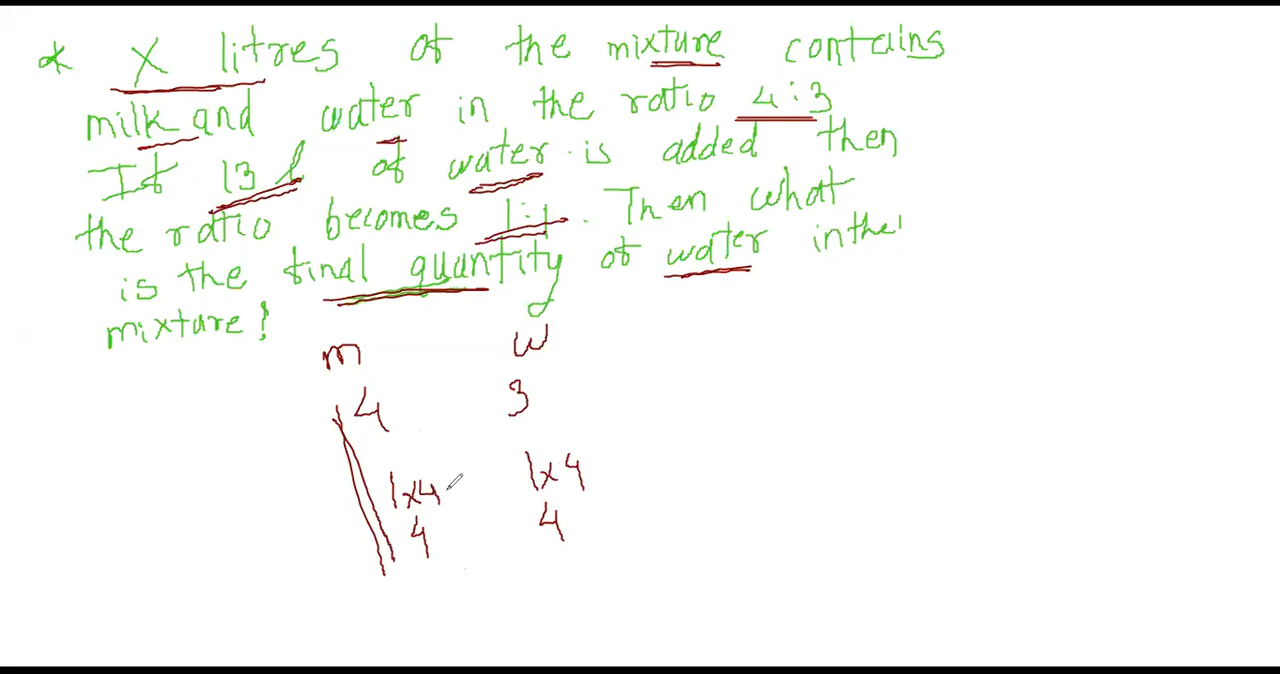 * X litres of the mixture contains
milk and water in the ratio 4:3
If 13 l of water is added then
the ratio becomes 1:1. Then what
is the final quantity of water in the
mixture?
m w
4 3
1x4 1x4
4 4